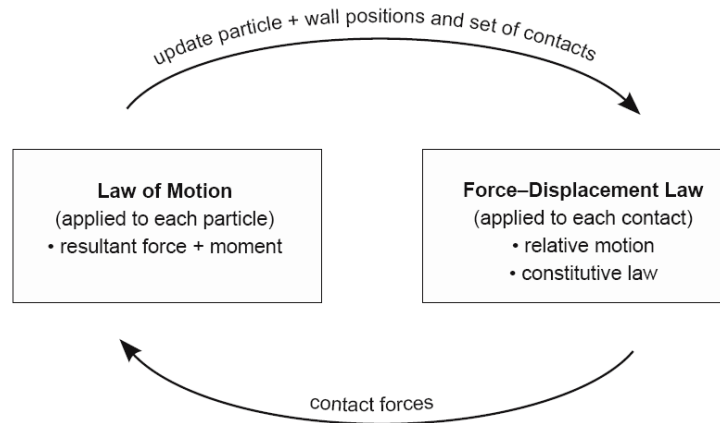 update particle + wall positions and set of contacts
Law of Motion
(applied to each particle)
• resultant force + moment
Force–Displacement Law
(applied to each contact)
• relative motion
• constitutive law
contact forces